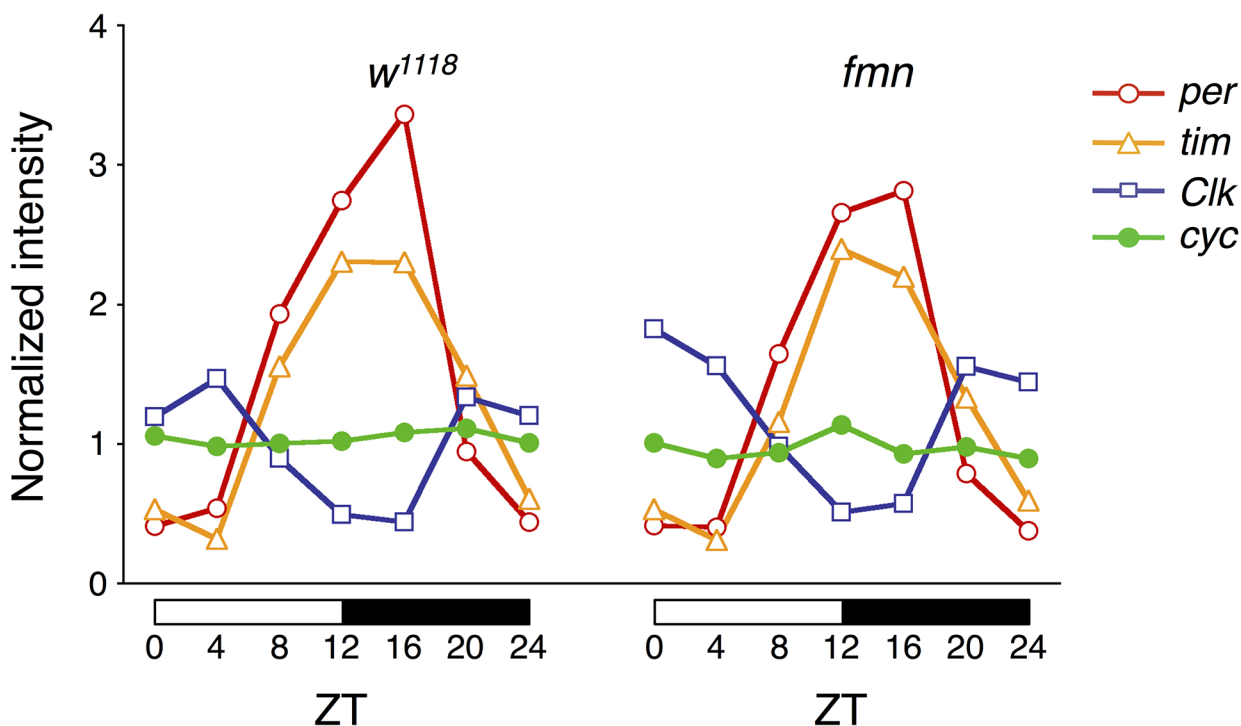 w1118
fmn
per
tim
Clk
cyc
Normalized intensity
4
3
2
1
0
0 4 8 12 16 20 24
0 4 8 12 16 20 24
ZT
ZT